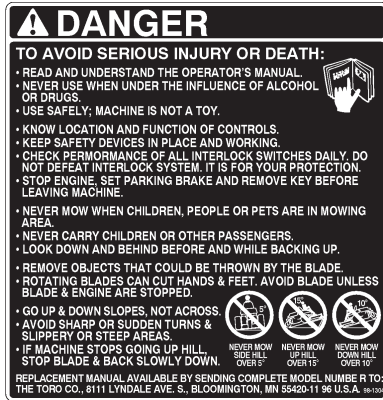 DANGER
TO AVOID SERIOUS INJURY OR DEATH:
• READ AND UNDERSTAND THE OPERATOR'S MANUAL.
• NEVER USE WHEN UNDER THE INFLUENCE OF ALCOHOL
OR DRUGS.
• USE SAFELY; MACHINE IS NOT A TOY.
• KNOW LOCATION AND FUNCTION OF CONTROLS.
• KEEP SAFETY DEVICES IN PLACE AND WORKING.
• CHECK PERMORMANCE OF ALL INTERLOCK SWITCHES DAILY. DO
NOT DEFEAT INTERLOCK SYSTEM. IT IS FOR YOUR PROTECTION.
• STOP ENGINE, SET PARKING BRAKE AND REMOVE KEY BEFORE
LEAVING MACHINE.
• NEVER MOW WHEN CHILDREN, PEOPLE OR PETS ARE IN MOWING
AREA.
• NEVER CARRY CHILDREN OR OTHER PASSENGERS.
• LOOK DOWN AND BEHIND BEFORE AND WHILE BACKING UP.
• REMOVE OBJECTS THAT COULD BE THROWN BY THE BLADE.
• ROTATING BLADES CAN CUT HANDS & FEET. AVOID BLADE UNLESS
BLADE & ENGINE ARE STOPPED.
• GO UP & DOWN SLOPES, NOT ACROSS.
• AVOID SHARP OR SUDDEN TURNS &
SLIPPERY OR STEEP AREAS.
• IF MACHINE STOPS GOING UP HILL,
STOP BLADE & BACK SLOWLY DOWN.
5°
15°
10°
NEVER MOW
SIDE HILL
OVER 5°
NEVER MOW
UP HILL
OVER 15°
NEVER MOW
DOWN HILL
OVER 10°
REPLACEMENT MANUAL AVAILABLE BY SENDING COMPLETE MODEL NUMBE R TO:
THE TORO CO., 8111 LYNDALE AVE. S., BLOOMINGTON, MN 55420-11 96 U.S.A.